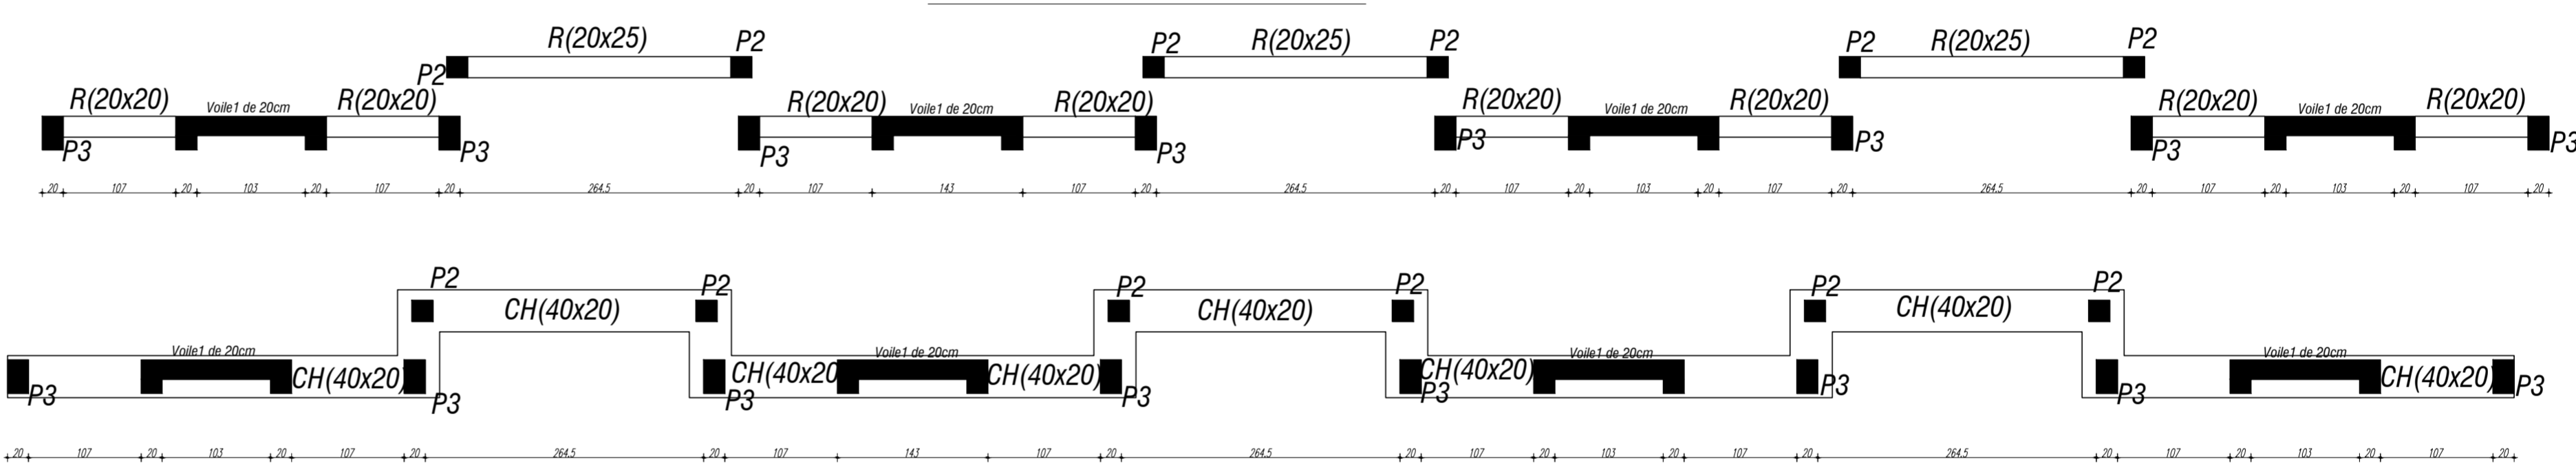 R(20x25) P2 P2 R(20x25) P2 P2 R(20x25) P2
P2
R(20x20) Voile1 de 20cm R(20x20) R(20x20) Voile1 de 20cm R(20x20) R(20x20) Voile1 de 20cm R(20x20) R(20x20) Voile1 de 20cm R(20x20)
P3 P3 P3 P3 P3 P3 P3 P3
20 107 20 103 20 107 20 264.5 20 107 143 107 20 264.5 20 107 20 103 20 107 20 264.5 20 107 20 103 20 107 20
P2 P2 P2 P2 P2 P2
CH(40x20) CH(40x20) CH(40x20)
Voile1 de 20cm Voile1 de 20cm Voile1 de 20cm Voile1 de 20cm
CH(40x20) CH(40x20 CH(40x20) CH(40x20) CH(40x20)
P3 P3 P3 P3 P3 P3 P3 P3
20 107 20 103 20 107 20 264.5 20 107 143 107 20 264.5 20 107 20 103 20 107 20 264.5 20 107 20 103 20 107 20